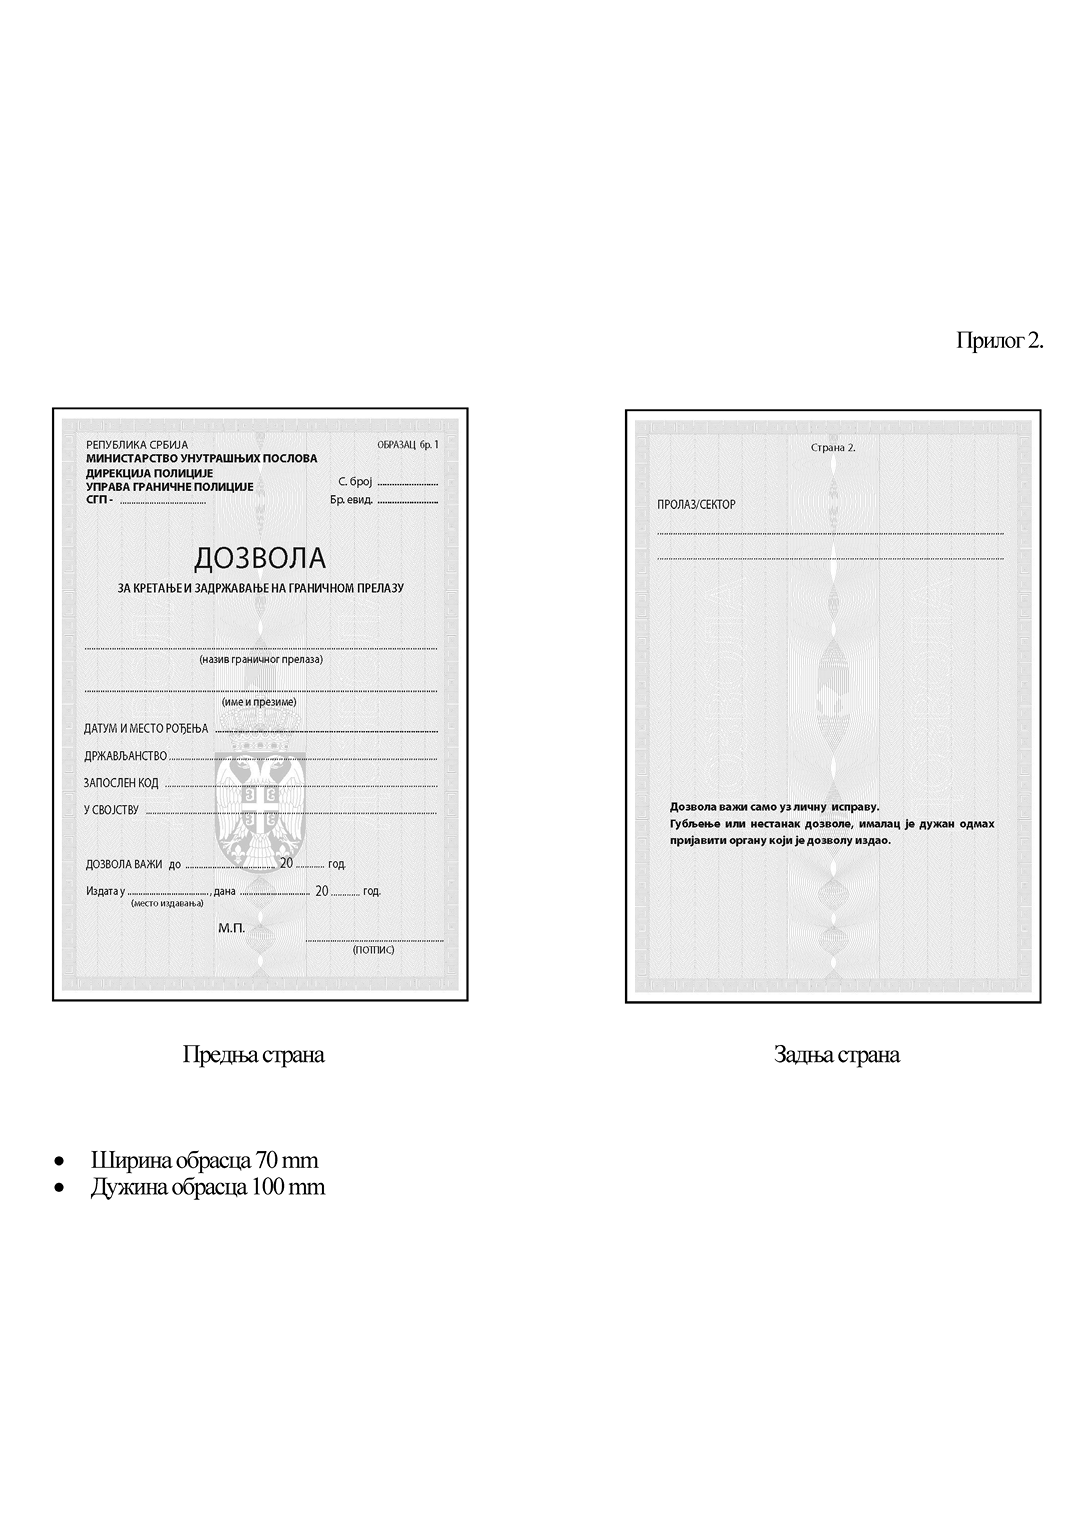 Прилог 2.
РЕПУБЛИКА СРБИЈА
ОБРАЗАЦ бр. 1
МИНИСТАРСТВО УНУТРАШЊИХ ПОСЛОВА
ДИРЕКЦИЈА ПОЛИЦИЈЕ
УПРАВА ГРАНИЧНЕ ПОЛИЦИЈЕ
С. број ........................
СГП - ..................................
Бр. евид. ........................
ДОЗВОЛА
ЗА КРЕТАЊЕ И ЗАДРЖАВАЊЕ НА ГРАНИЧНОМ ПРЕЛАЗУ
(назив граничног прелаза)
(име и презиме)
ДАТУМ И МЕСТО РОЂЕЊА ........................
ДРЖАВЉАНСТВО ........................
ЗАПОСЛЕН КОД ........................
У СВОЈСТВУ ........................
ДОЗВОЛА ВАЖИ до ........................ 20 ............ год.
Издата у ........................, дана ........................ 20 ............ год.
(место издавања)
М.П.
(ПОТПИС)
Страна 2.
ПРОЛАЗ/СЕКТОР
Дозвола важи само уз личну исправу.
Губљење или нестанак дозволе, ималац је дужан одмах
пријавити органу који је дозволу издао.
Предња страна
Задња страна
• Ширина обрасца 70 mm
• Дужина обрасца 100 mm